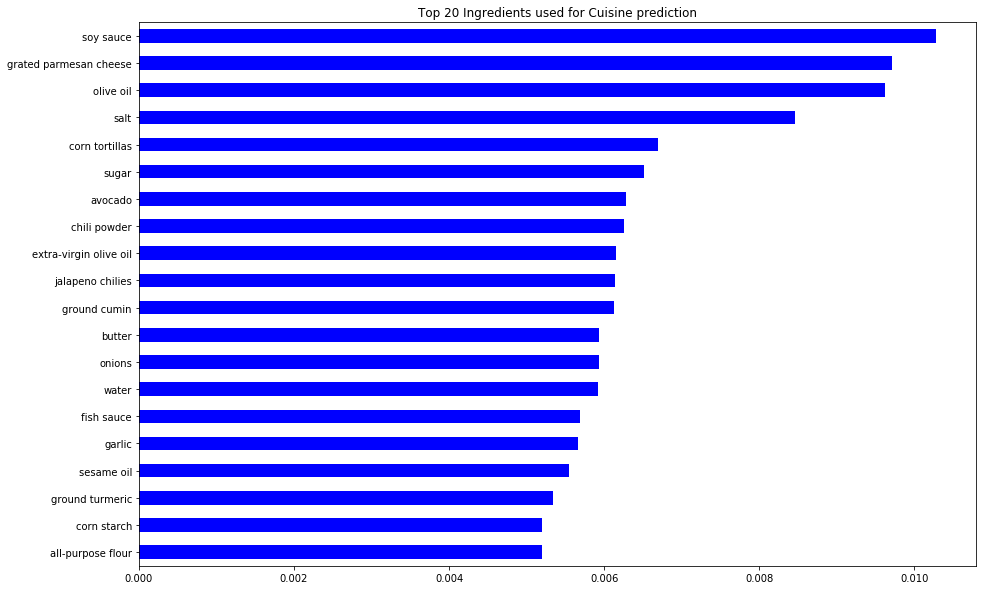 Top 20 Ingredients used for Cuisine prediction
soy sauce
grated parmesan cheese
olive oil
salt
corn tortillas
sugar
avocado
chili powder
extra-virgin olive oil
jalapeno chilies
ground cumin
butter
onions
water
fish sauce
garlic
sesame oil
ground turmeric
corn starch
all-purpose flour
0.000 0.002 0.004 0.006 0.008 0.010